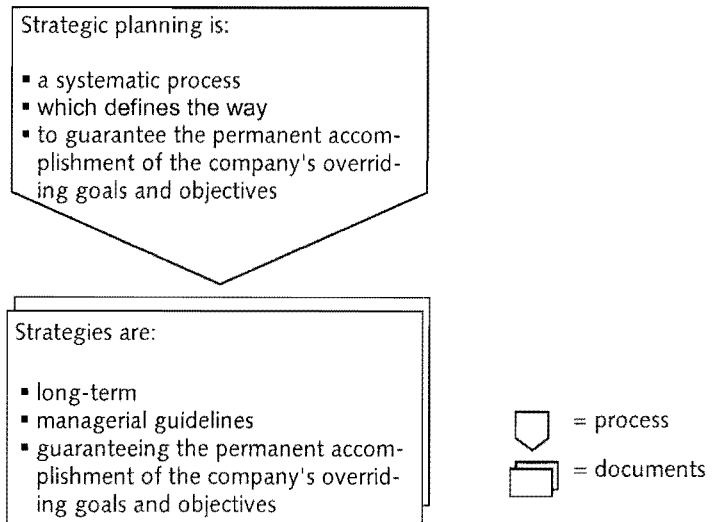 Strategic planning is:
▪ a systematic process
▪ which defines the way
▪ to guarantee the permanent accom-
plishment of the company's overrid-
ing goals and objectives
Strategies are:
▪ long-term
▪ managerial guidelines
▪ guaranteeing the permanent accom-
plishment of the company's overrid-
ing goals and objectives
= process
= documents